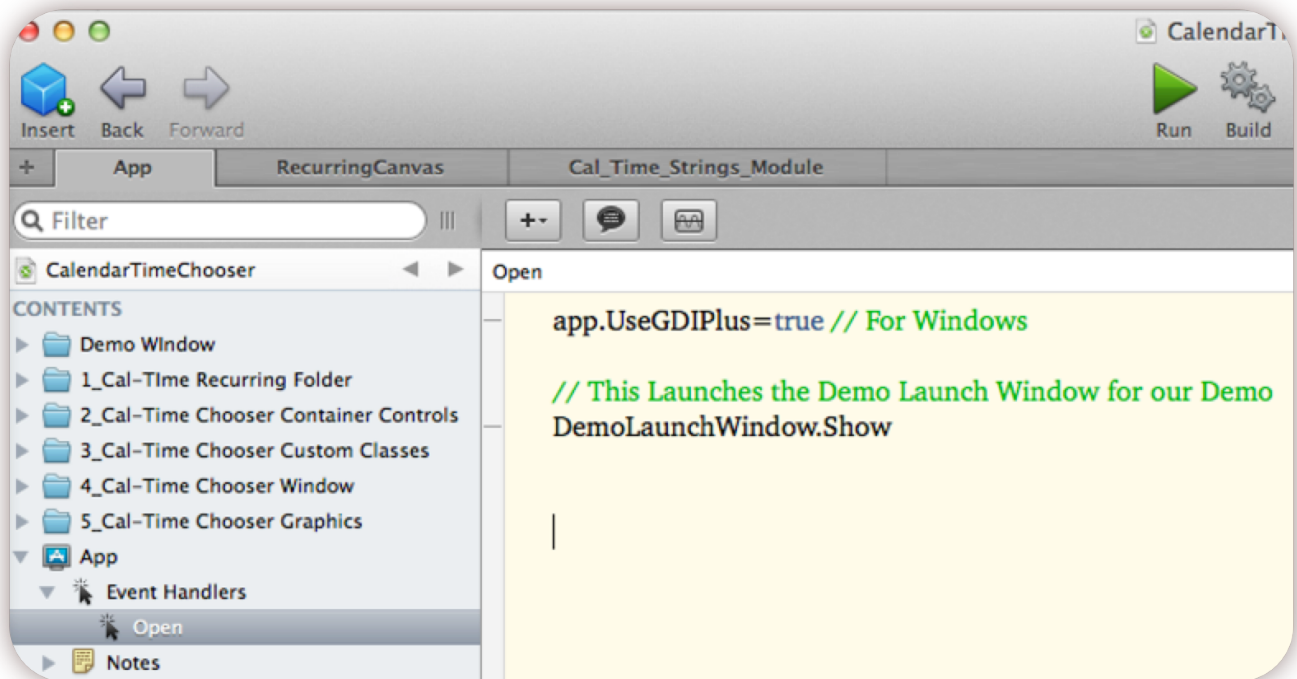 CalendarTi
Insert Back Forward Run Build
+ App RecurringCanvas Cal_Time_Strings_Module
Filter
CalendarTimeChooser
Open
CONTENTS
Demo WIndow
1_Cal-TIme Recurring Folder
2_Cal-Time Chooser Container Controls
3_Cal-Time Chooser Custom Classes
4_Cal-Time Chooser Window
5_Cal-Time Chooser Graphics
App
Event Handlers
Open
Notes
app.UseGDIPlus=true // For Windows
// This Launches the Demo Launch Window for our Demo
DemoLaunchWindow.Show